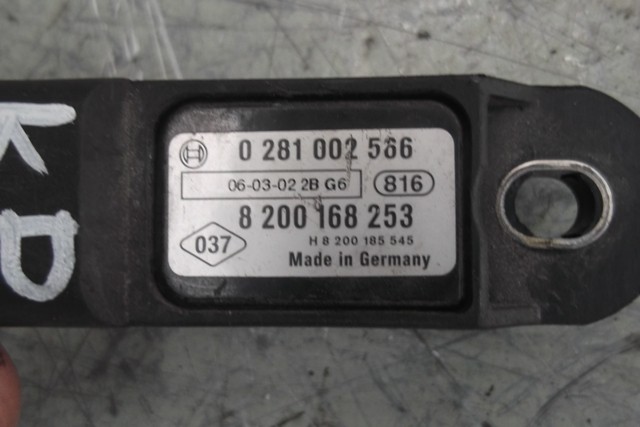 KD
0 281 002 566
06-03-02 2B G6 816
8 200 168 253
037
H 8 200 185 545
Made in Germany